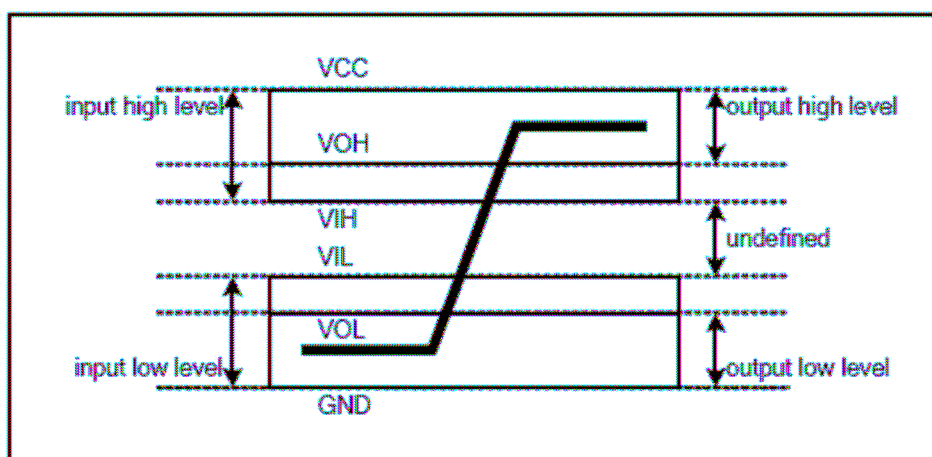 VCC
input high level
output high level
VOH
VIH
undefined
VIL
VOL
input low level
output low level
GND